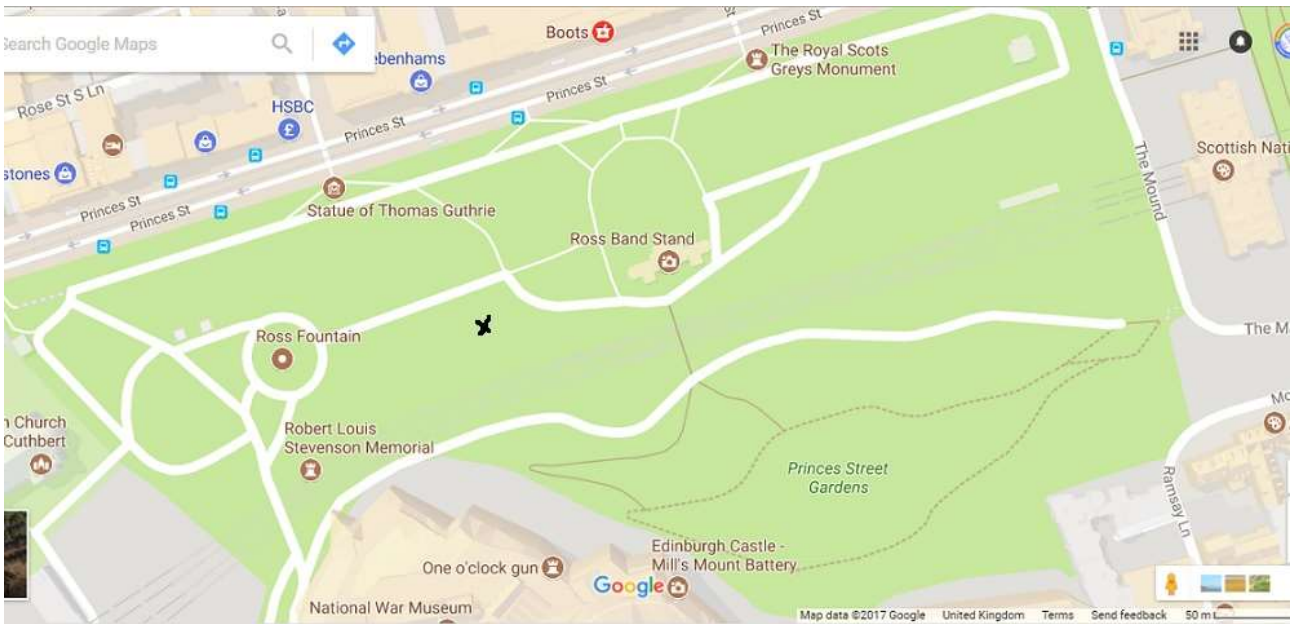 Search Google Maps
Boots
Princes St
The Royal Scots
Greys Monument
ebenhams
Princes St
Rose St S Ln
HSBC
Princes St
stones
Princes St
Princes St
Statue of Thomas Guthrie
The Mound
Scottish Nati
Ross Band Stand
Ross Fountain
The M
Church
Cuthbert
Robert Louis
Stevenson Memorial
Princes Street
Gardens
Ramsay Ln
Edinburgh Castle -
Mill's Mount Battery
One o'clock gun
Google
National War Museum
Map data ©2017 Google United Kingdom Terms Send feedback 50 m